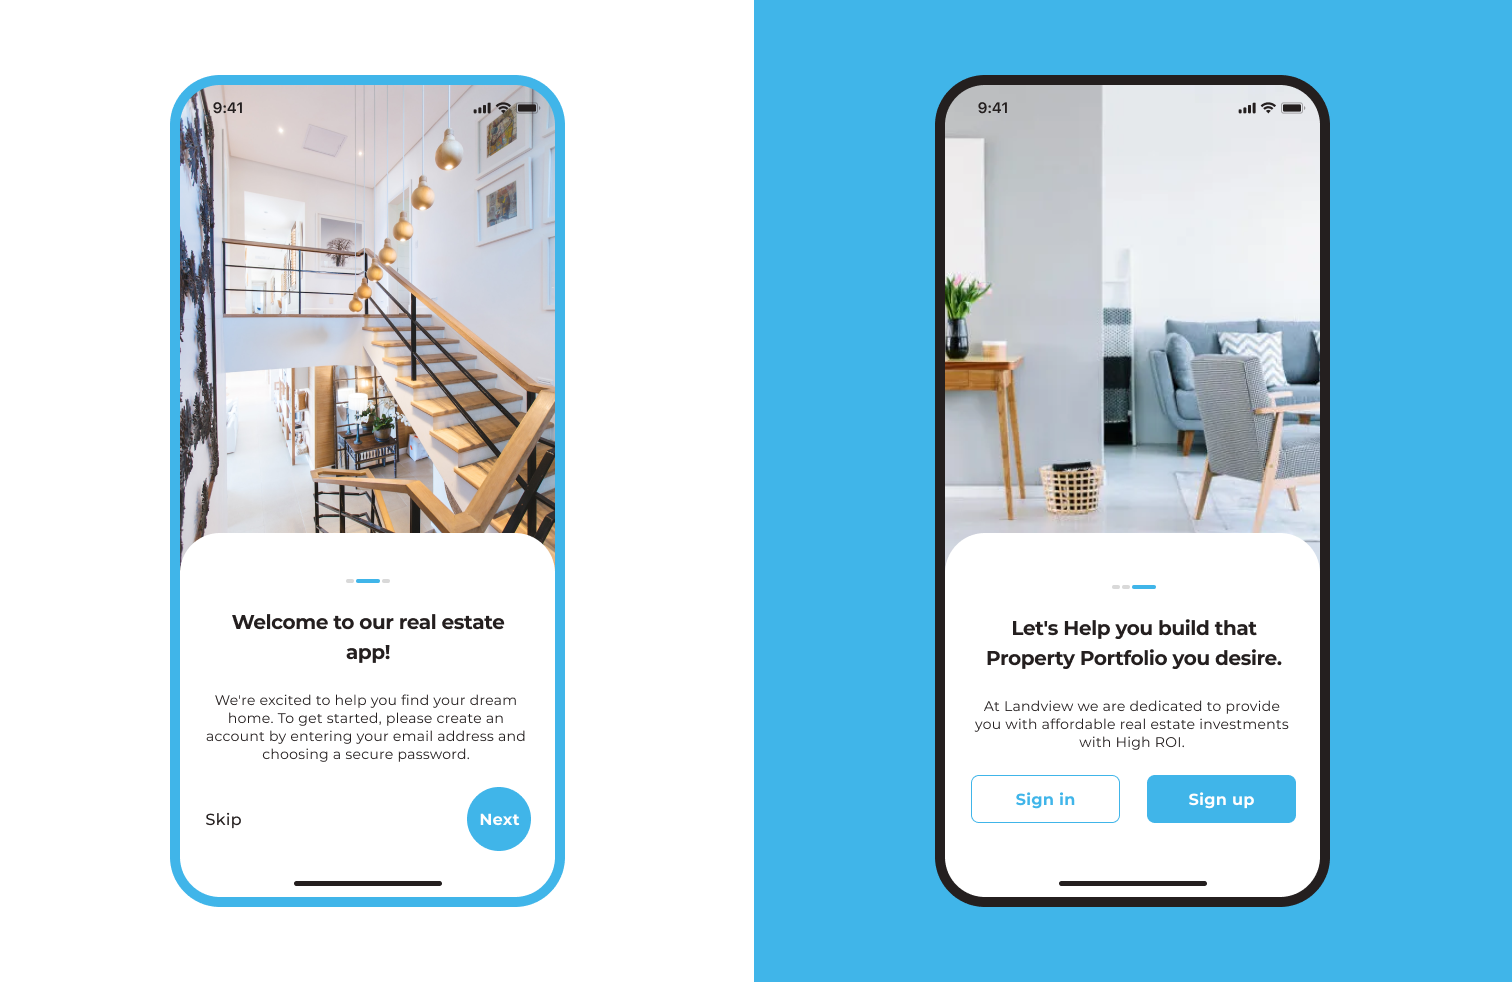 9:41
Welcome to our real estate
app!
We're excited to help you find your dream
home. To get started, please create an
account by entering your email address and
choosing a secure password.
Skip
Next
9:41
Let's Help you build that
Property Portfolio you desire.
At Landview we are dedicated to provide
you with affordable real estate investments
with High ROI.
Sign in
Sign up